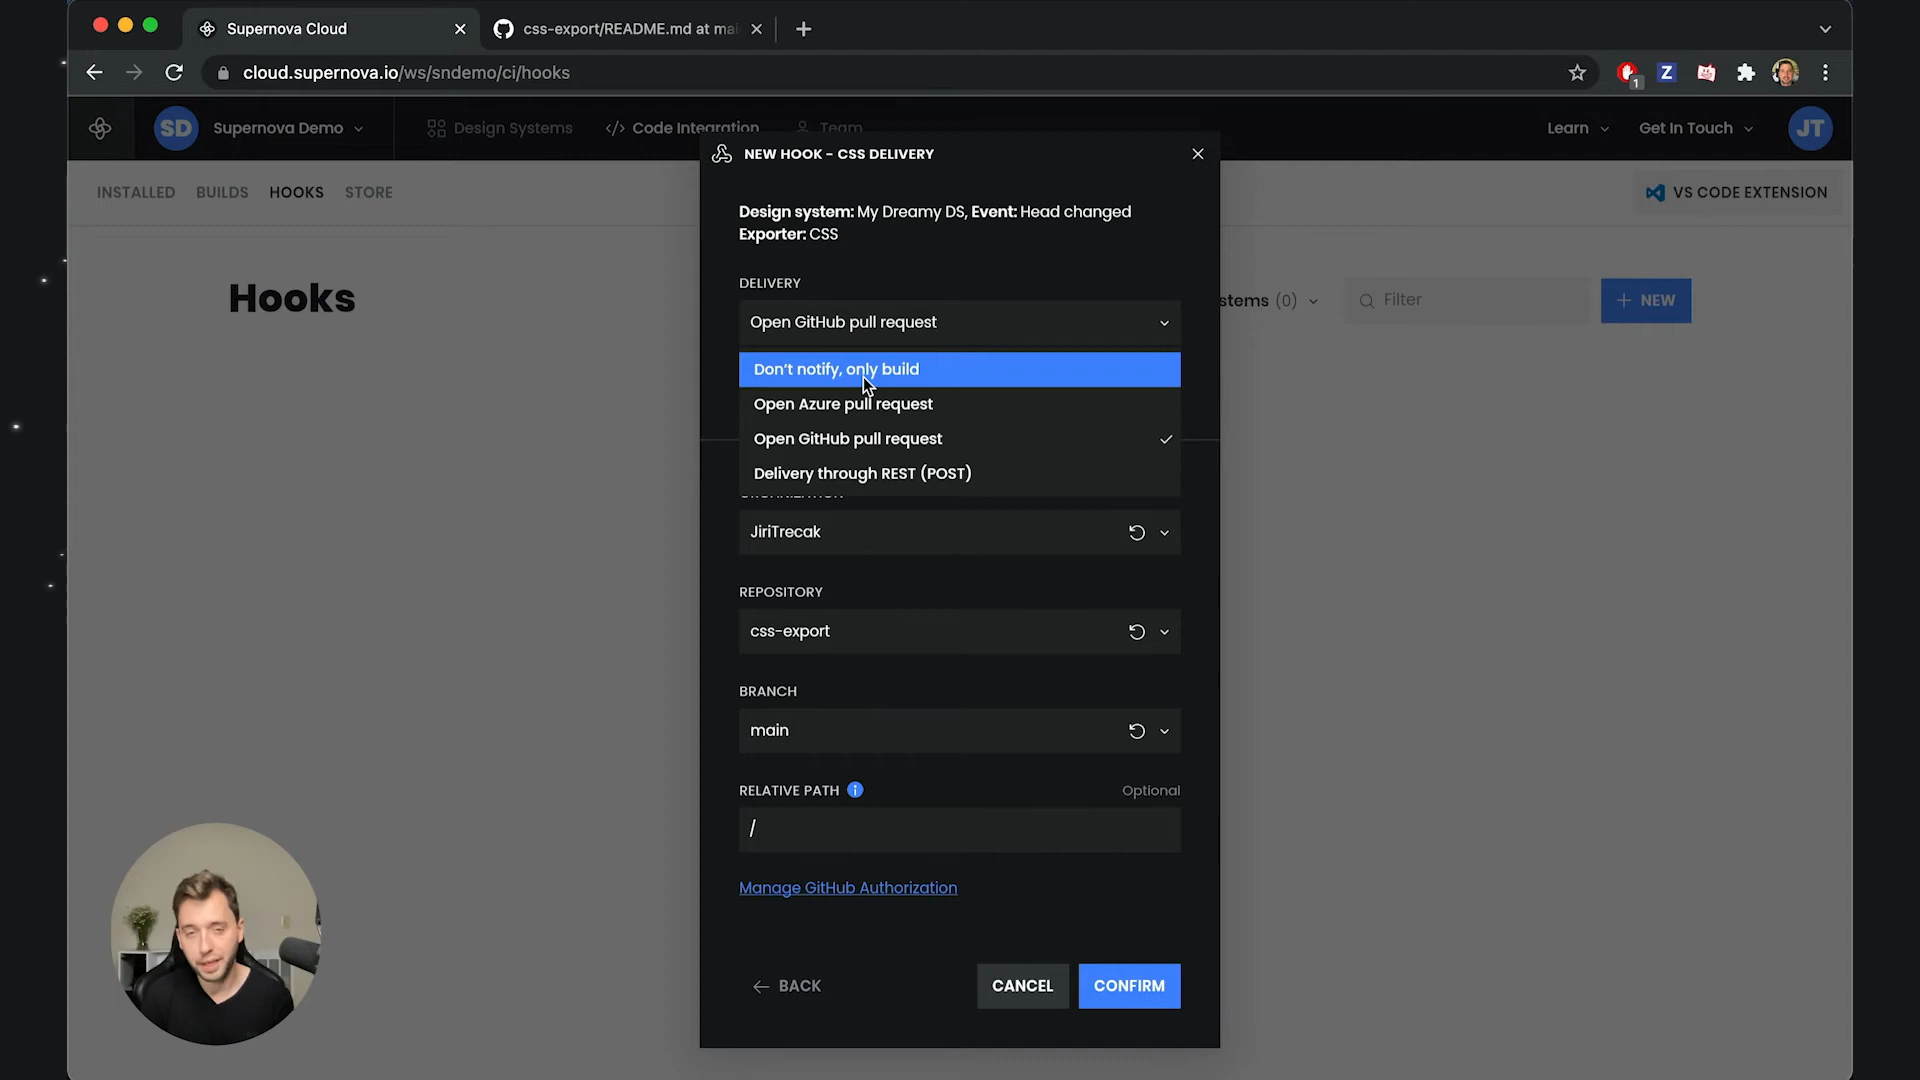 Supernova Cloud
css-export/README.md at mai
cloud.supernova.io/ws/sndemo/ci/hooks
1
Z
SD
Supernova Demo
Design Systems
</> Code Integration
Team
Learn
Get In Touch
JT
NEW HOOK - CSS DELIVERY
INSTALLED
BUILDS
HOOKS
STORE
VS CODE EXTENSION
Design system: My Dreamy DS, Event: Head changed
Exporter: CSS
DELIVERY
Hooks
stems (0)
Filter
+ NEW
Open GitHub pull request
Don't notify, only build
Open Azure pull request
Open GitHub pull request
Delivery through REST (POST)
JiriTrecak
REPOSITORY
css-export
BRANCH
main
RELATIVE PATH
Optional
/
Manage GitHub Authorization
← BACK
CANCEL
CONFIRM